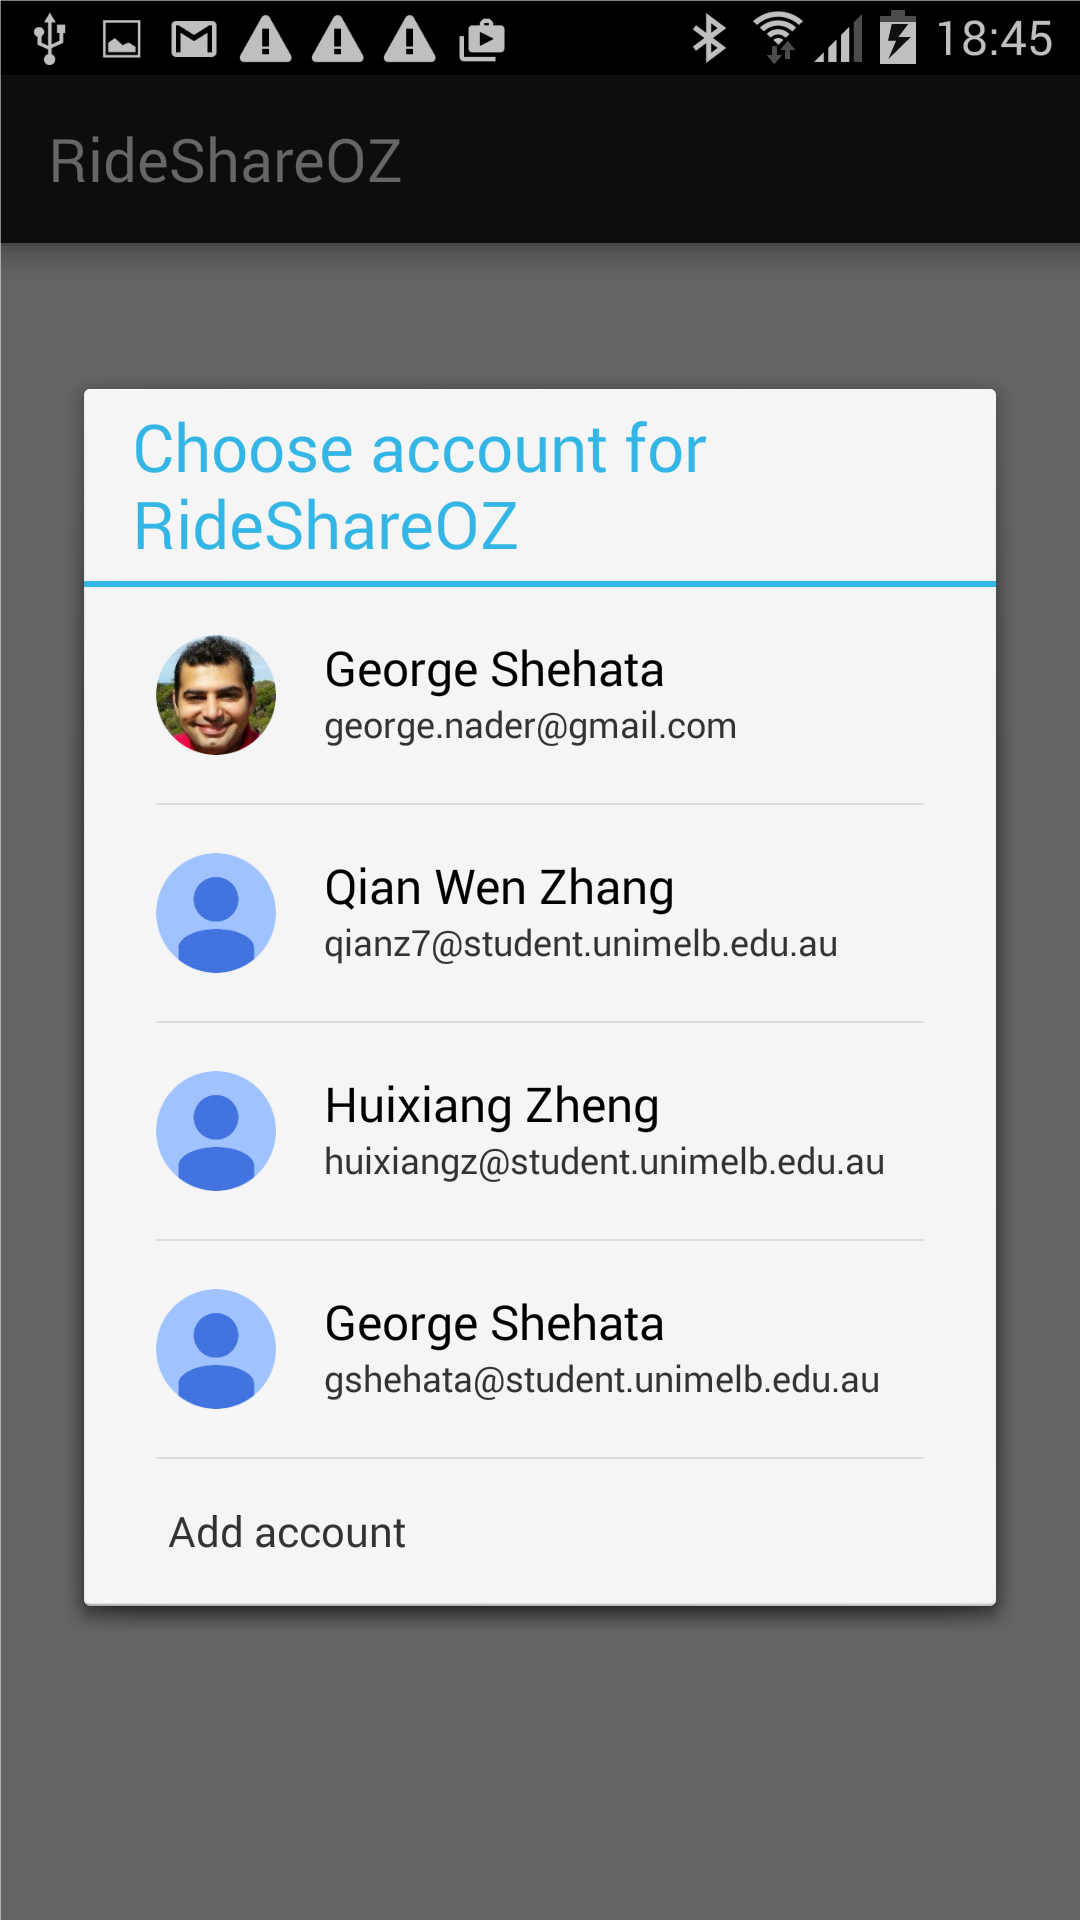 18:45
RideShareOZ
Choose account for
RideShareOZ
George Shehata
george.nader@gmail.com
Qian Wen Zhang
qianz7@student.unimelb.edu.au
Huixiang Zheng
huixiangz@student.unimelb.edu.au
George Shehata
gshehata@student.unimelb.edu.au
Add account